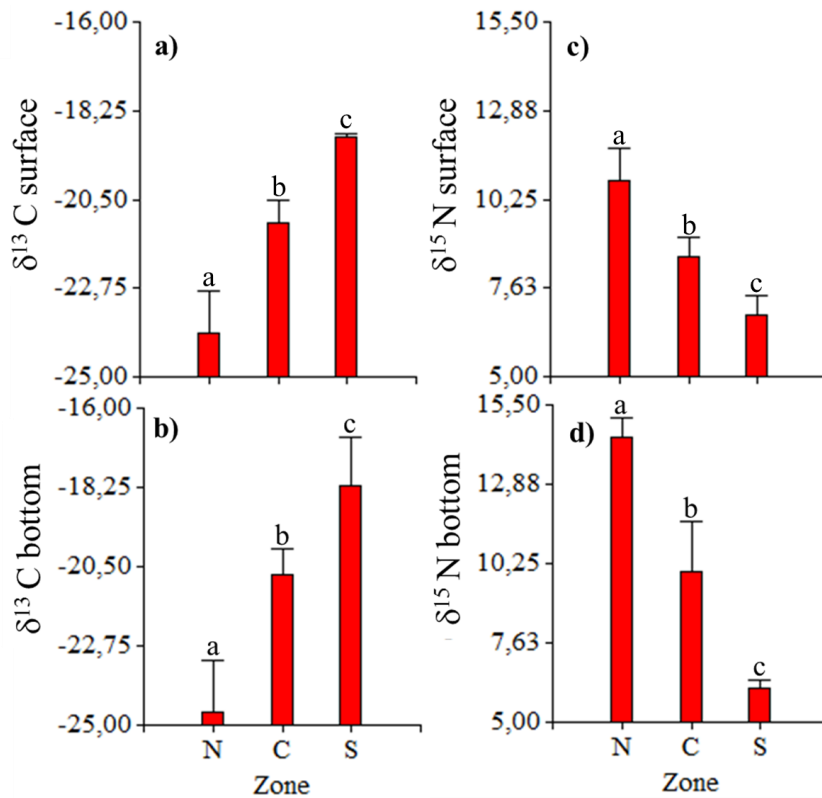 a)
δ13 C surface
-16,00
-18,25
-20,50
-22,75
-25,00
a
b
c
c)
δ15 N surface
15,50
12,88
10,25
7,63
5,00
a
b
c
b)
δ13 C bottom
-16,00
-18,25
-20,50
-22,75
-25,00
a
b
c
N C S
Zone
d)
δ15 N bottom
15,50
12,88
10,25
7,63
5,00
a
b
c
N C S
Zone